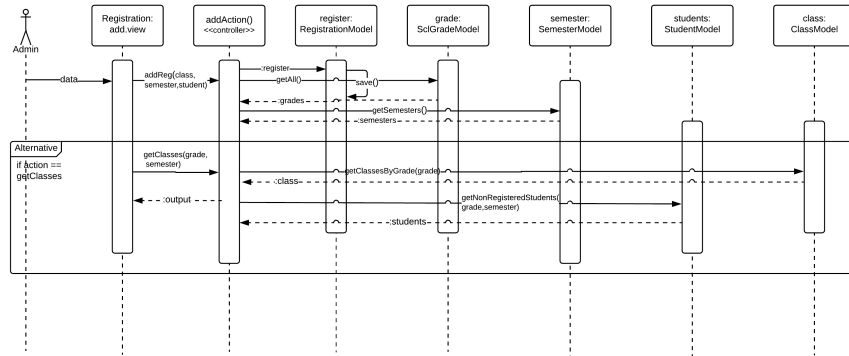 Registration:
add.view
addAction()
<<controller>>
register:
RegistrationModel
grade:
SclGradeModel
semester:
SemesterModel
students:
StudentModel
class:
ClassModel
Admin
data
addReg(class,
semester,student)
:register
getAll()
save()
:grades
getSemesters()
:semesters
Alternative
if action ==
getClasses
getClasses(grade,
semester)
getClassesByGrade(grade)
:class
:output
getNonRegisteredStudents(
grade,semester)
:students